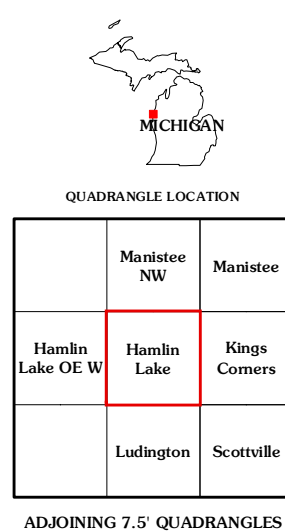 MICHIGAN
QUADRANGLE LOCATION
Manistee
NW
Manistee
Hamlin
Lake OE W
Hamlin
Lake
Kings
Corners
Ludington
Scottville
ADJOINING 7.5' QUADRANGLES